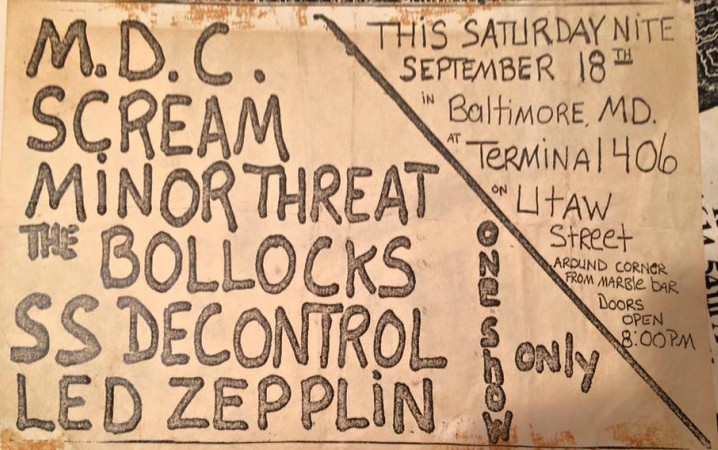 M.D.C.
SCREAM
MiNOR THREAT
THE BOLLOCKS
SS DECONTROL
LED ZEPPLiN
THIS SATURDAY NiTE
SEPTEMBER 18TH
iN BaltiMORE, MD.
AT TERMiNAl 406
ON UTAW
Street
AROUND CORNER
FROM MARBLE baR
DOORS
OPEN
8:00PM
ONE ShOW
ONly